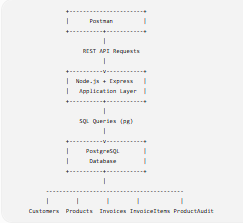 Postman
REST API Requests
Node.js + Express
Application Layer
SQL Queries (pg)
PostgreSQL
Database
Customers Products Invoices InvoiceItems ProductAudit